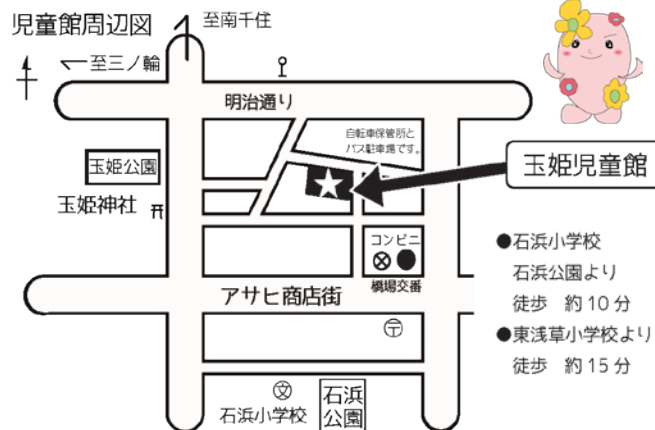 児童館周辺図
至南千住
至三ノ輪
明治通り
自転車保管所と
バス駐車場です。
玉姫公園
玉姫児童館
玉姫神社
コンビニ
橋場交番
アサヒ商店街
〒
文
石浜小学校
石浜
公園
●石浜小学校
石浜公園より
徒歩 約10分
●東浅草小学校より
徒歩 約15分